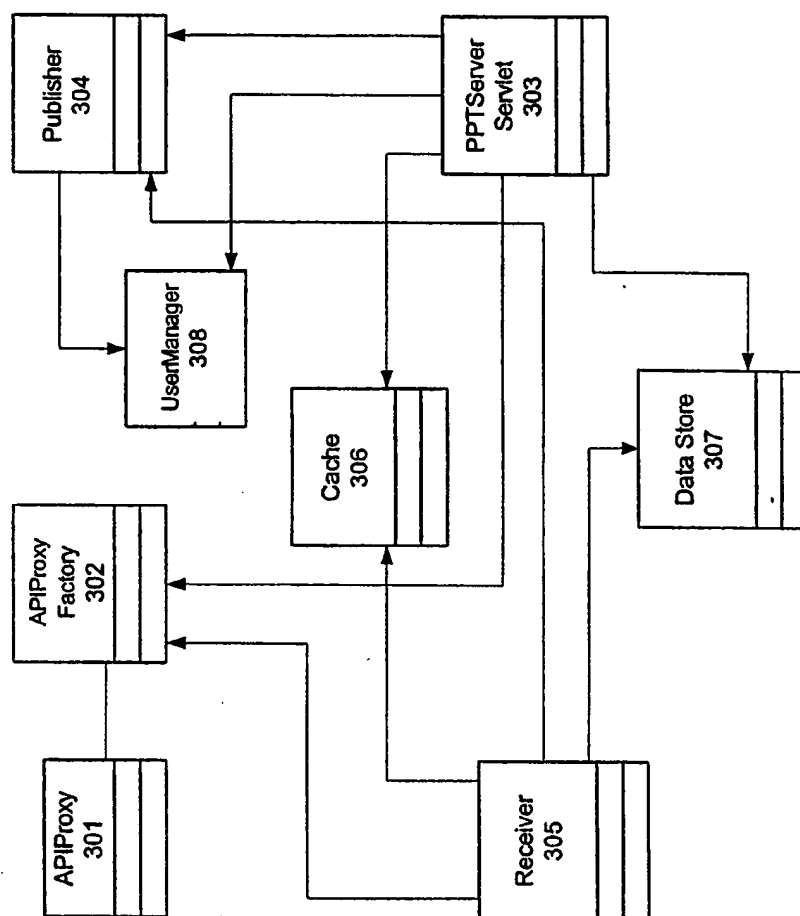 APIProxy
301
APIProxy
Factory
302
UserManager
308
Publisher
304
Cache
306
Receiver
305
Data Store
307
PPTServer
Servlet
303